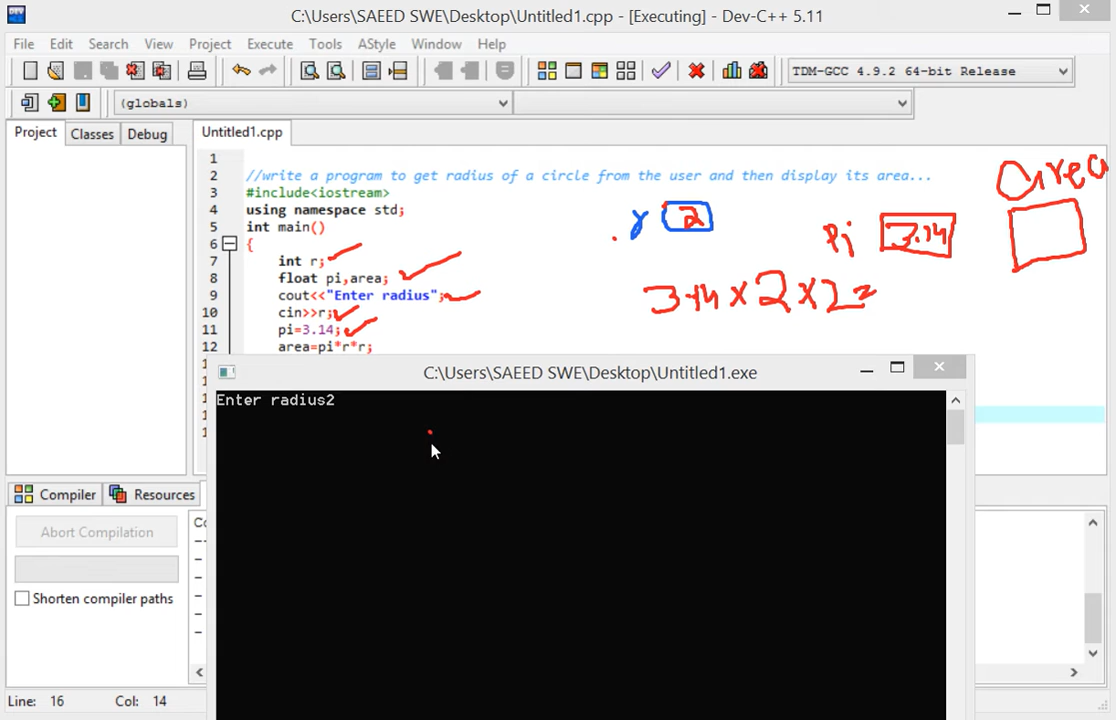 C:\Users\SAEED SWE\Desktop\Untitled1.cpp - [Executing] - Dev-C++ 5.11
File Edit Search View Project Execute Tools AStyle Window Help
TDM-GCC 4.9.2 64-bit Release
(globals)
Project Classes Debug Untitled1.cpp
1
2 //write a program to get radius of a circle from the user and then display its area...
3 #include<iostream>
4 using namespace std;
5 int main()
6 {
7 int r;
8 float pi,area;
9 cout<<"Enter radius";
10 cin>>r;
11 pi=3.14;
12 area=pi*r*r;
area
r 2
pi 3.14
3.14 x 2 x 2 =
C:\Users\SAEED SWE\Desktop\Untitled1.exe
Enter radius2
Compiler Resources
Abort Compilation
Shorten compiler paths
Line: 16 Col: 14